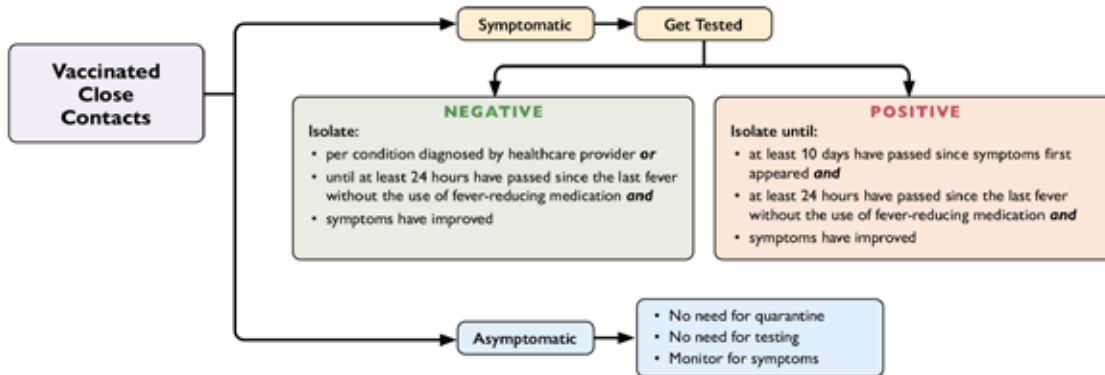 Symptomatic
Get Tested
Vaccinated
Close
Contacts
NEGATIVE
Isolate:
• per condition diagnosed by healthcare provider or
• until at least 24 hours have passed since the last fever
without the use of fever-reducing medication and
• symptoms have improved
POSITIVE
Isolate until:
• at least 10 days have passed since symptoms first
appeared and
• at least 24 hours have passed since the last fever
without the use of fever-reducing medication and
• symptoms have improved
Asymptomatic
• No need for quarantine
• No need for testing
• Monitor for symptoms